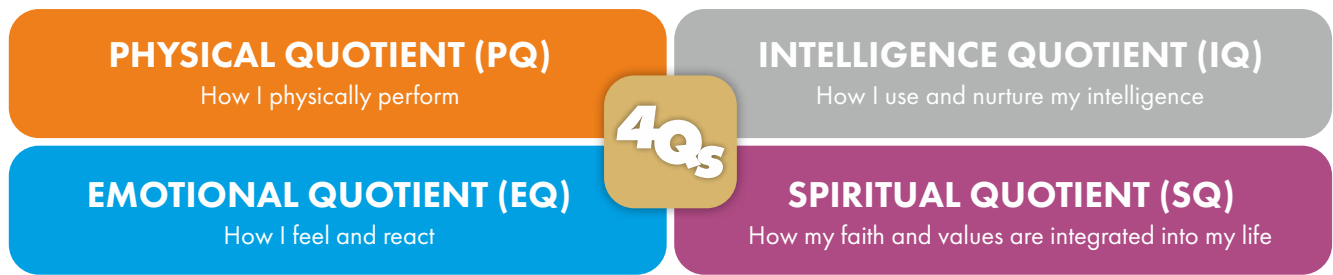 PHYSICAL QUOTIENT (PQ)
How I physically perform
INTELLIGENCE QUOTIENT (IQ)
How I use and nurture my intelligence
4Qs
EMOTIONAL QUOTIENT (EQ)
How I feel and react
SPIRITUAL QUOTIENT (SQ)
How my faith and values are integrated into my life